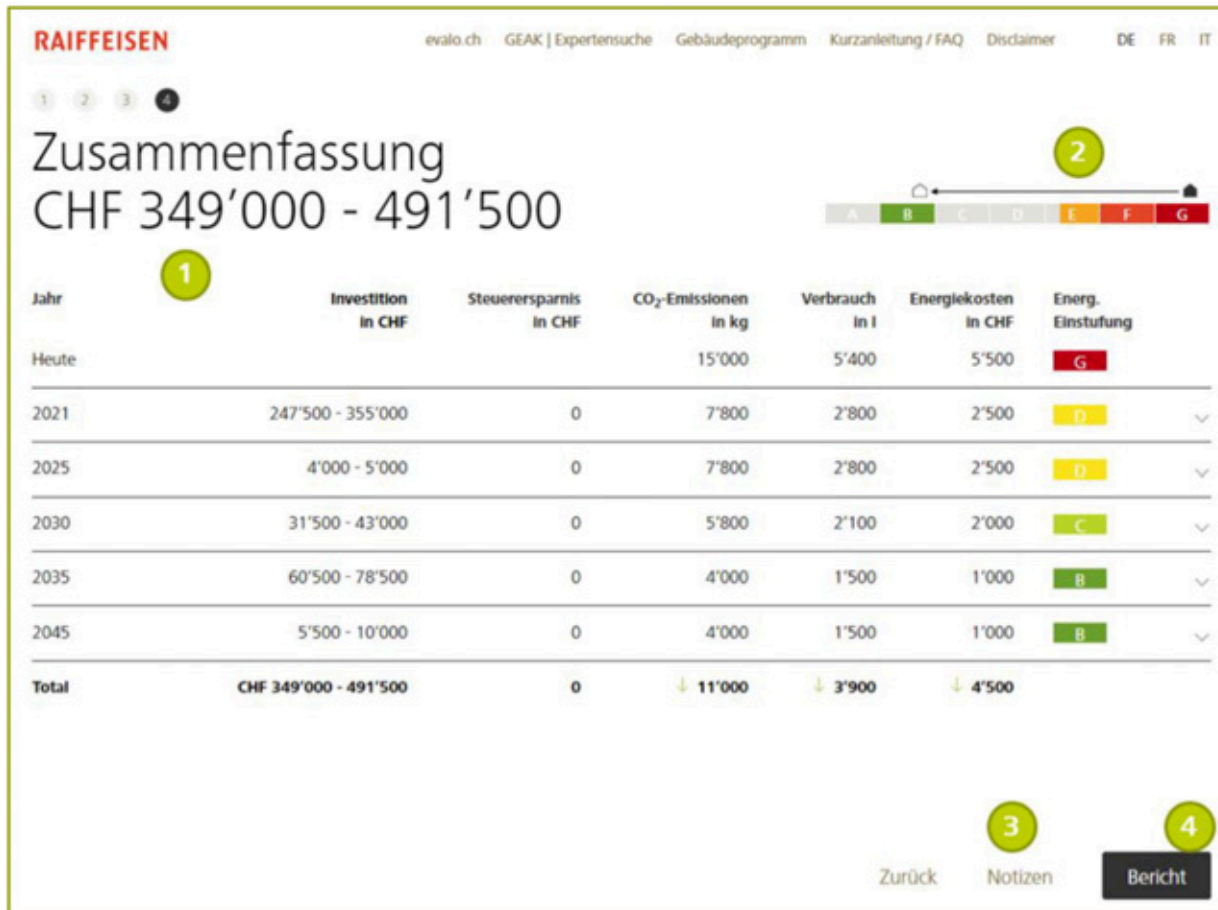 RAIFFEISEN evalo.ch GEAK | Expertensuche Gebäudeprogramm Kurzanleitung / FAQ Disclaimer DE FR IT
1 2 3 4
Zusammenfassung
CHF 349’000 - 491’500
2
A B C D E F G
1
Jahr Investition in CHF Steuerersparnis in CHF CO₂-Emissionen in kg Verbrauch in l Energiekosten in CHF Energ. Einstufung
Heute 15’000 5’400 5’500 G
2021 247’500 - 355’000 0 7’800 2’800 2’500 D
2025 4’000 - 5’000 0 7’800 2’800 2’500 D
2030 31’500 - 43’000 0 5’800 2’100 2’000 C
2035 60’500 - 78’500 0 4’000 1’500 1’000 B
2045 5’500 - 10’000 0 4’000 1’500 1’000 B
Total CHF 349’000 - 491’500 0 ↓ 11’000 ↓ 3’900 ↓ 4’500
3 4
Zurück Notizen Bericht